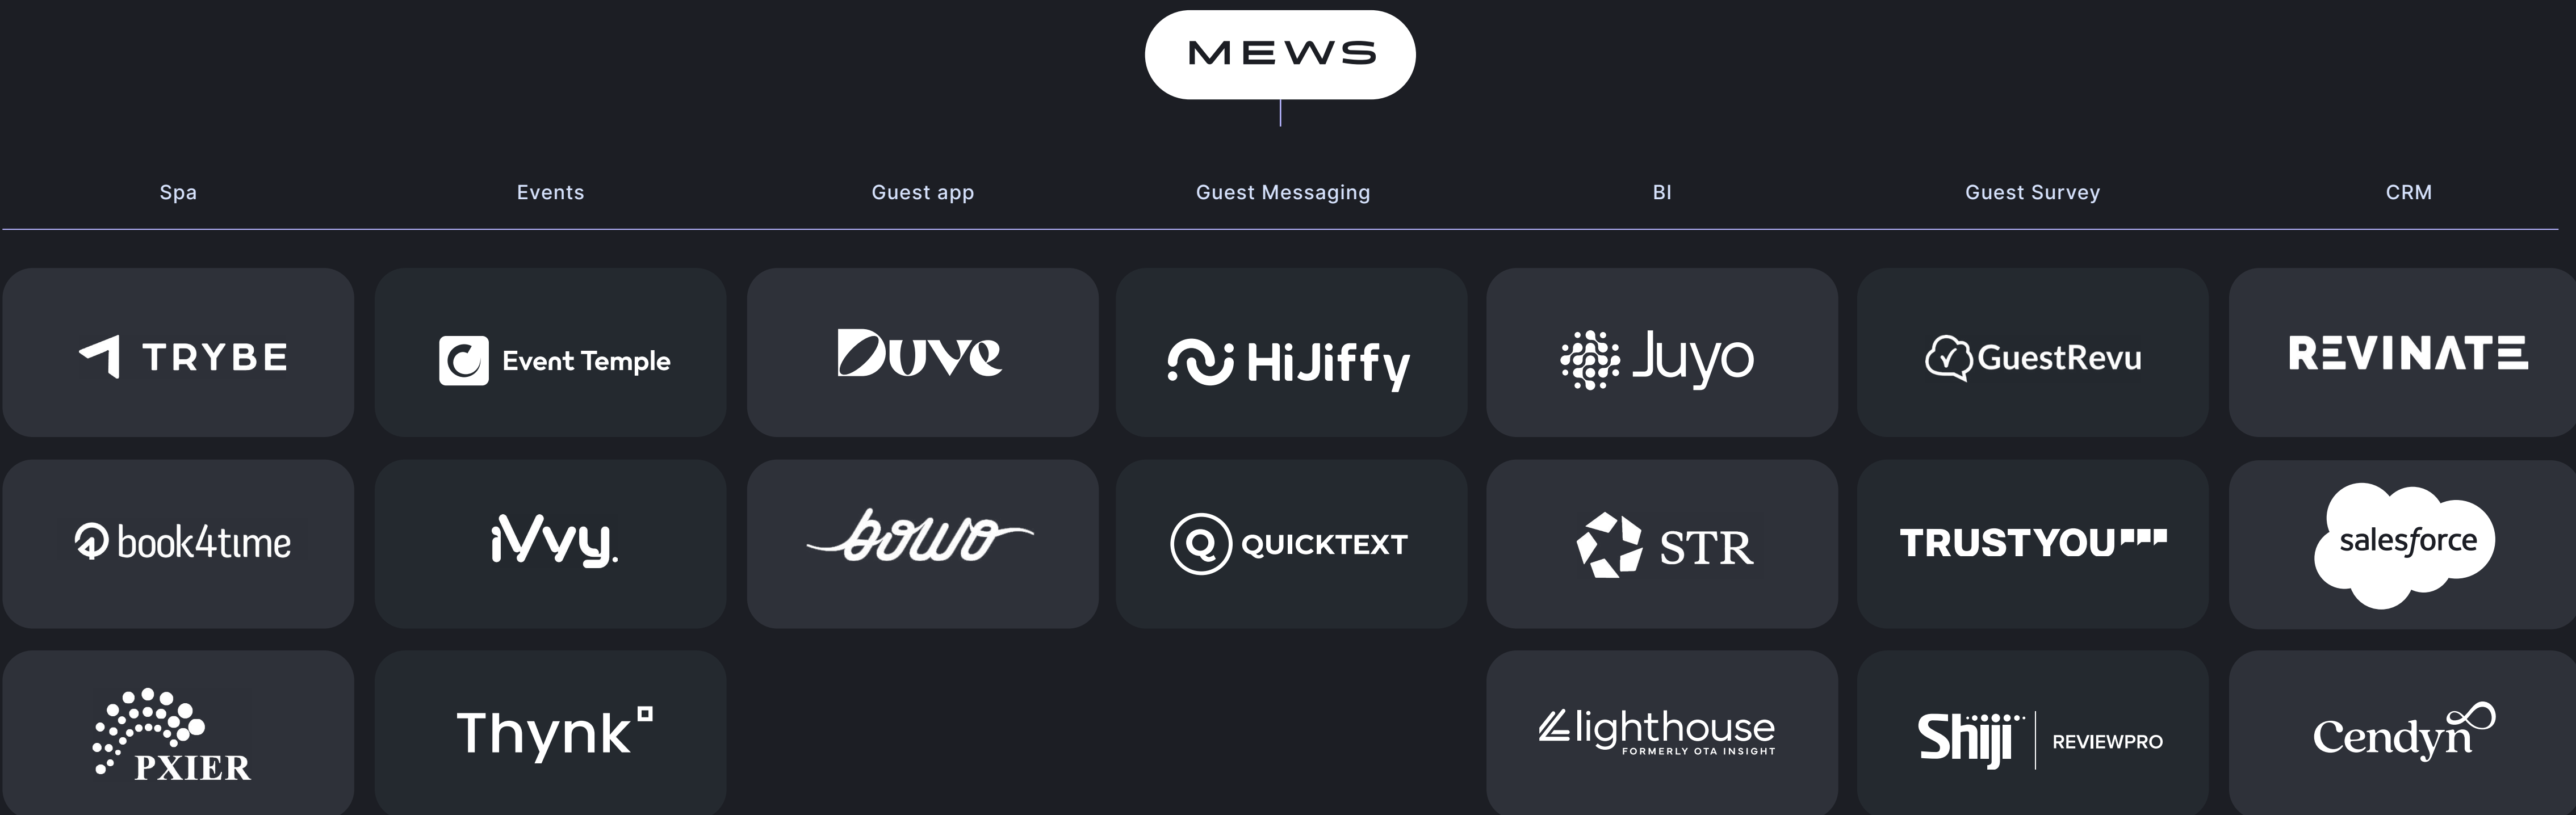 MEWS
Spa
Events
Guest app
Guest Messaging
BI
Guest Survey
CRM
TRYBE
Event Temple
Duve
HiJiffy
Juyo
GuestRevu
REVINATE
book4time
iVvy.
bowo
QUICKTEXT
STR
TRUSTYOU
salesforce
PXIER
Thynk
lighthouse
FORMERLY OTA INSIGHT
Shiji
REVIEWPRO
Cendyn